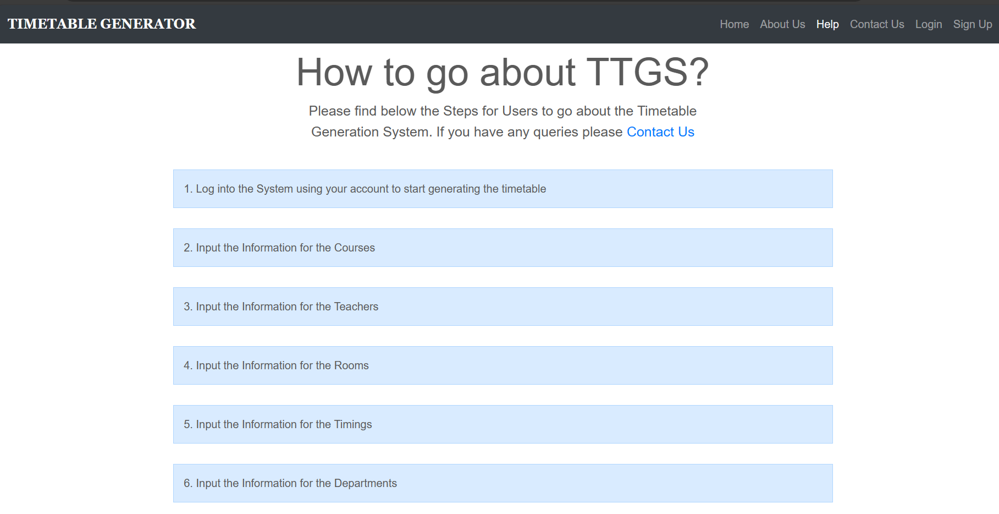 TIMETABLE GENERATOR
Home About Us Help Contact Us Login Sign Up
How to go about TTGS?
Please find below the Steps for Users to go about the Timetable
Generation System. If you have any queries please Contact Us
1. Log into the System using your account to start generating the timetable
2. Input the Information for the Courses
3. Input the Information for the Teachers
4. Input the Information for the Rooms
5. Input the Information for the Timings
6. Input the Information for the Departments